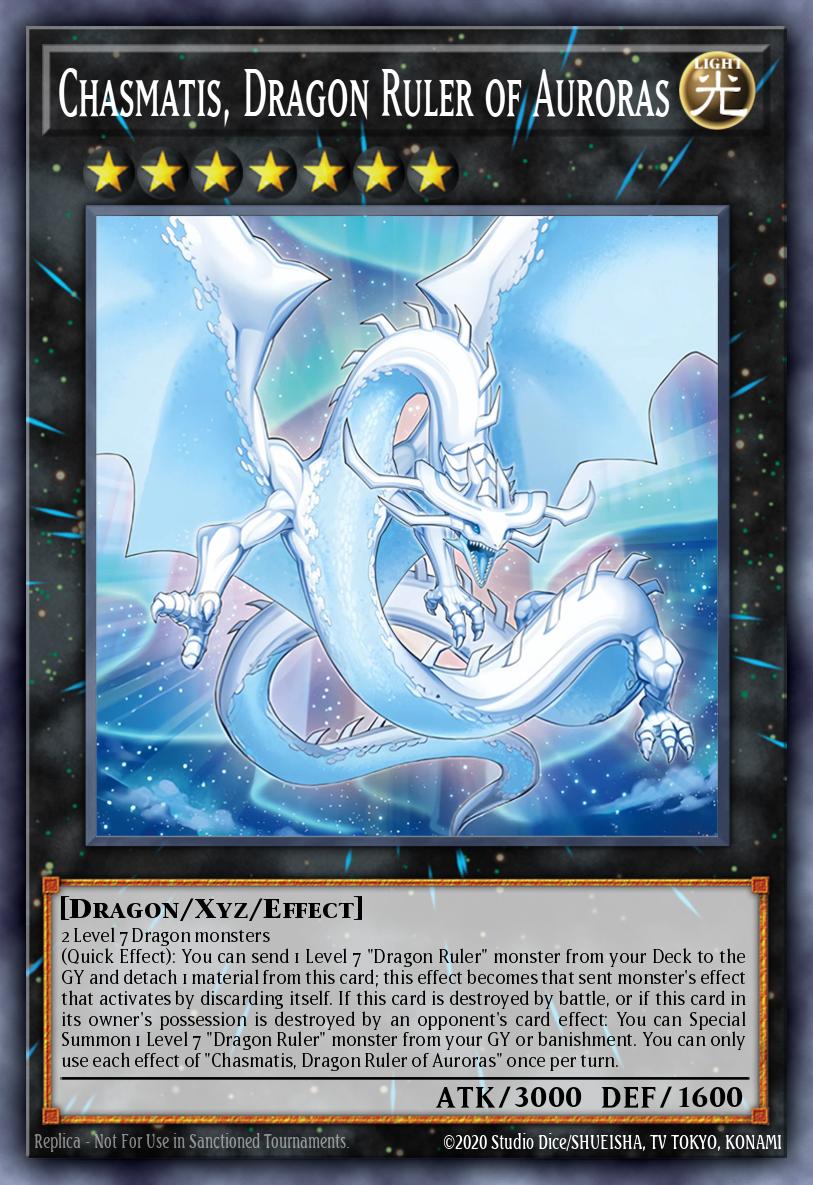 Chasmatis, Dragon Ruler of Auroras
LIGHT
光
[Dragon/Xyz/Effect]
2 Level 7 Dragon monsters
(Quick Effect): You can send 1 Level 7 "Dragon Ruler" monster from your Deck to the
GY and detach 1 material from this card; this effect becomes that sent monster's effect
that activates by discarding itself. If this card is destroyed by battle, or if this card in
its owner's possession is destroyed by an opponent's card effect: You can Special
Summon 1 Level 7 "Dragon Ruler" monster from your GY or banishment. You can only
use each effect of "Chasmatis, Dragon Ruler of Auroras" once per turn.
ATK/3000 DEF/1600
Replica - Not For Use in Sanctioned Tournaments.
©2020 Studio Dice/SHUEISHA, TV TOKYO, KONAMI